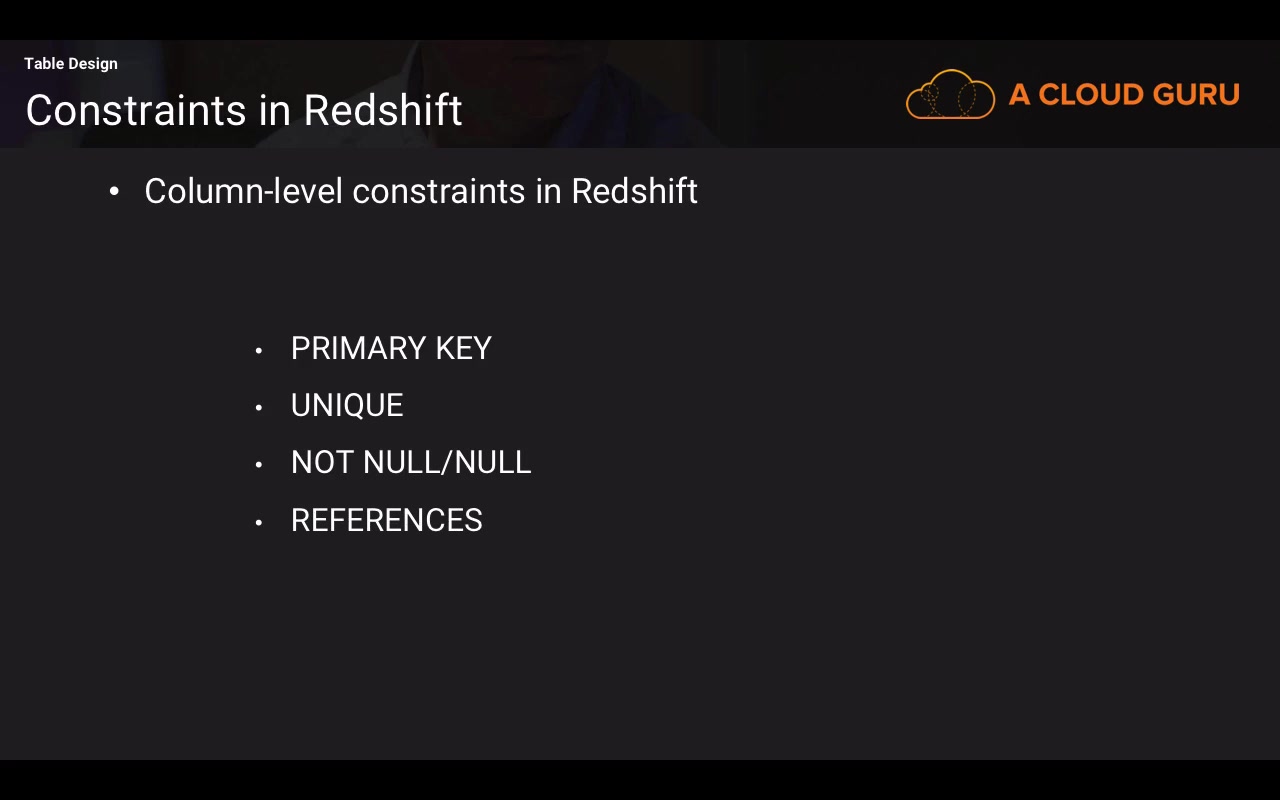 Table Design
Constraints in Redshift
A CLOUD GURU
• Column-level constraints in Redshift
• PRIMARY KEY
• UNIQUE
• NOT NULL/NULL
• REFERENCES